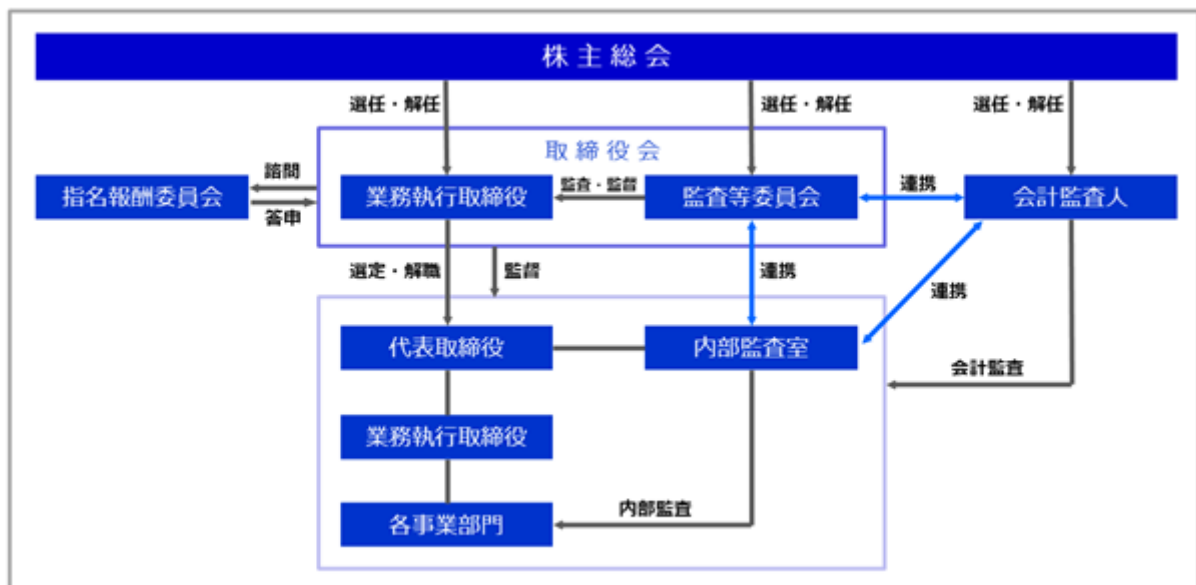 株主総会
選任・解任
選任・解任
選任・解任
取締役会
諮問
指名報酬委員会
答申
業務執行取締役
監査・監督
監査等委員会
連携
会計監査人
選定・解職
監督
連携
連携
代表取締役
内部監査室
会計監査
業務執行取締役
内部監査
各事業部門